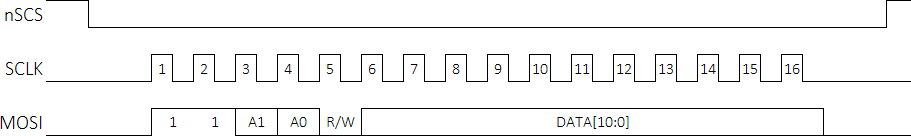 nSCS
SCLK 1 2 3 4 5 6 7 8 9 10 11 12 13 14 15 16
MOSI 1 1 A1 A0 R/W DATA[10:0]